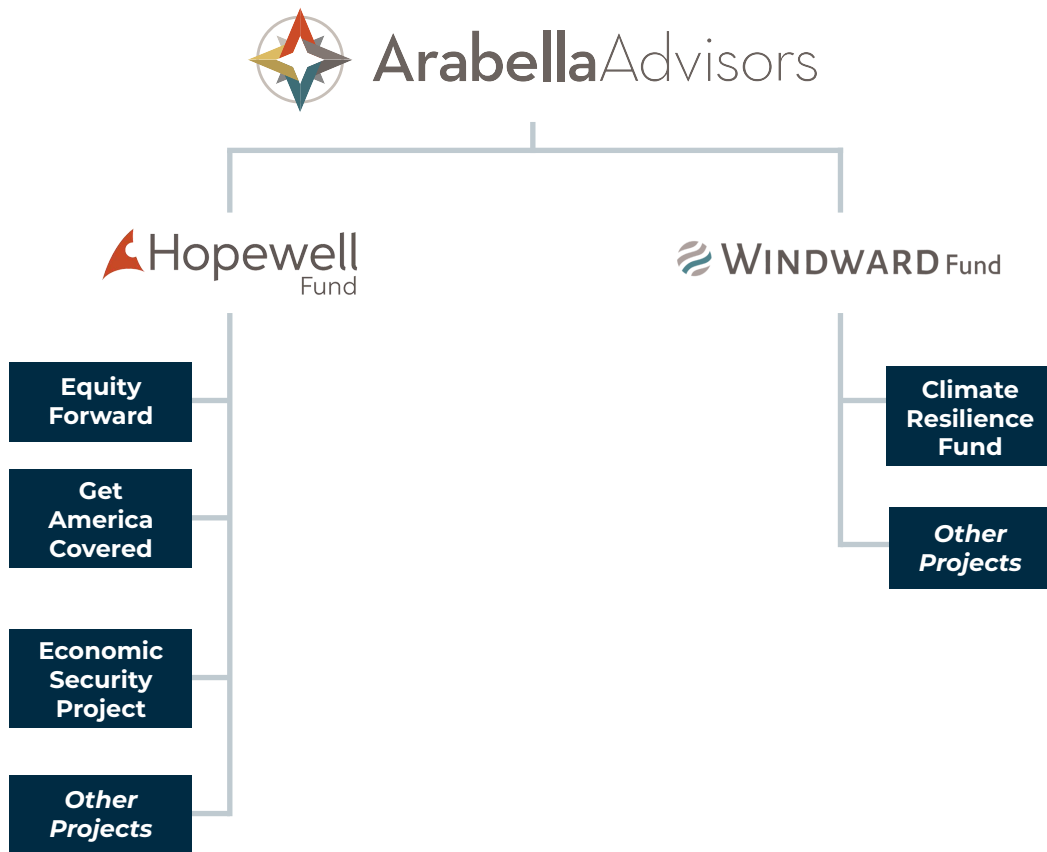 ArabellaAdvisors
Hopewell
Fund
WINDWARD Fund
Equity
Forward
Get
America
Covered
Economic
Security
Project
Other
Projects
Climate
Resilience
Fund
Other
Projects